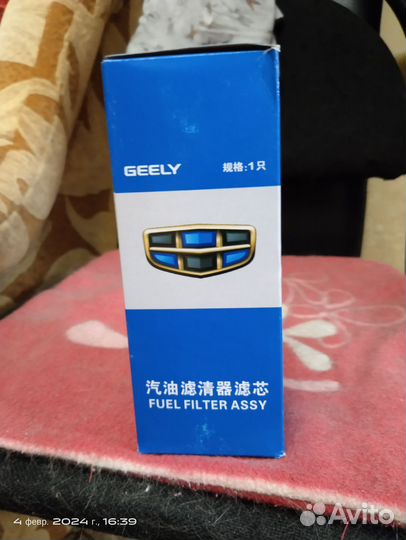 GEELY 规格:1只
汽油滤清器滤芯
FUEL FILTER ASSY
4 февр. 2024 г., 16:39
Avito